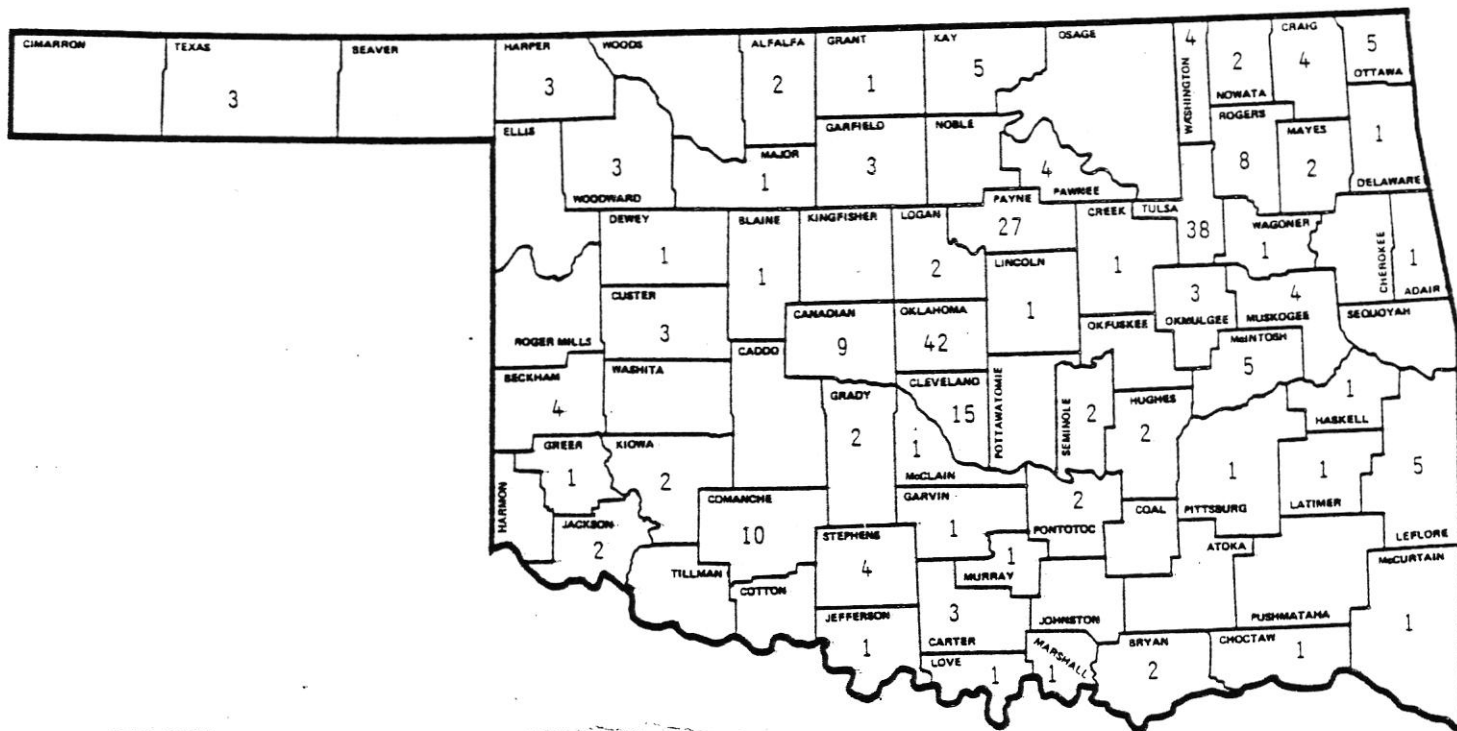 CIMARRON
TEXAS
3
BEAVER
HARPER
3
WOODS
ALFALFA
2
GRANT
1
KAY
5
OSAGE
WASHINGTON
4
NOWATA
2
CRAIG
4
OTTAWA
5
ELLIS
WOODWARD
3
MAJOR
1
GARFIELD
3
NOBLE
PAWNEE
4
ROGERS
8
MAYES
2
DELAWARE
1
DEWEY
1
BLAINE
1
KINGFISHER
LOGAN
2
PAYNE
27
LINCOLN
1
CREEK
1
TULSA
38
WAGONER
1
CHEROKEE
ADAIR
1
ROGER MILLS
CUSTER
3
CANADIAN
9
OKLAHOMA
42
OKFUSKEE
OKMULGEE
3
MUSKOGEE
4
SEQUOYAH
McINTOSH
5
BECKHAM
4
WASHITA
CADDO
GRADY
2
CLEVELAND
15
POTTAWATOMIE
SEMINOLE
2
HUGHES
2
HASKELL
1
McCLAIN
1
GREER
1
KIOWA
2
HARMON
JACKSON
2
COMANCHE
10
GARVIN
1
PONTOTOC
2
COAL
PITTSBURG
1
LATIMER
1
LEFLORE
5
TILLMAN
COTTON
STEPHENS
4
MURRAY
1
ATOKA
PUSHMATAHA
McCURTAIN
1
JEFFERSON
1
CARTER
3
JOHNSTON
LOVE
1
MARSHALL
1
BRYAN
2
CHOCTAW
1